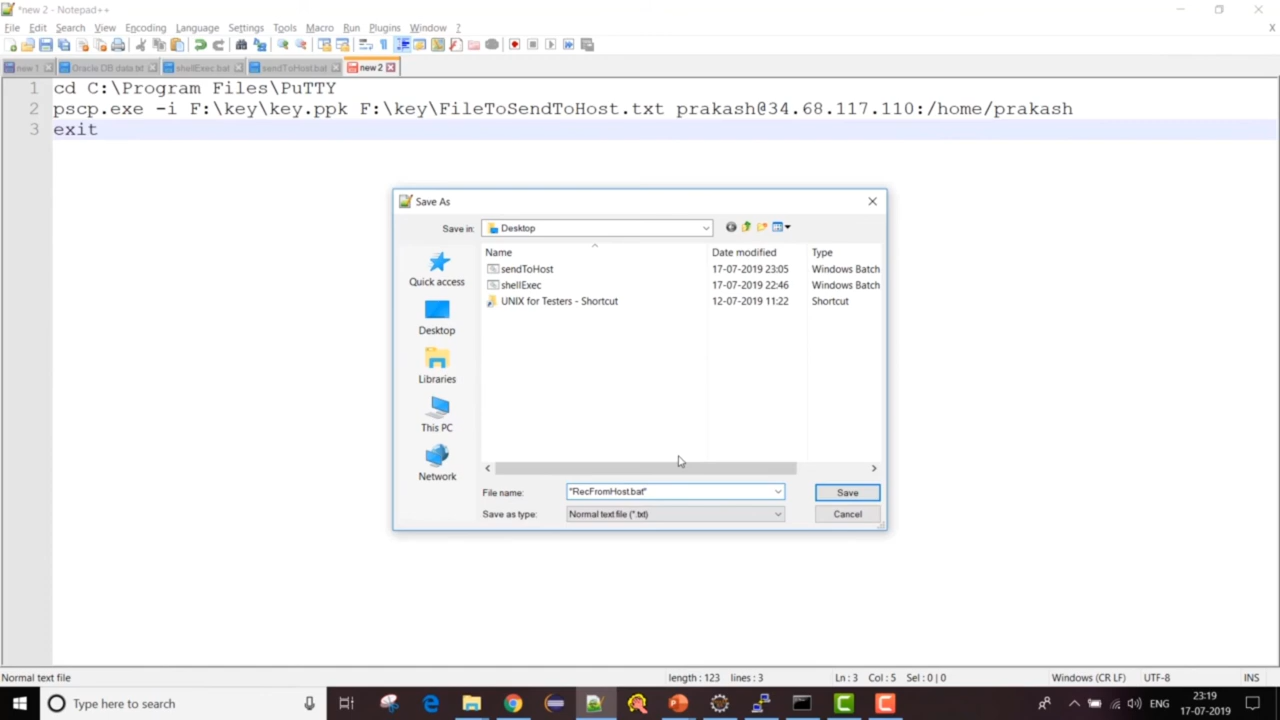 *new 2 - Notepad++
File Edit Search View Encoding Language Settings Tools Macro Run Plugins Window ?
X
new 1 Oracle DB data.txt shellExec.bat sendToHost.bat new 2
1 cd C:\Program Files\PuTTY
2 pscp.exe -i F:\key\key.ppk F:\key\FileToSendToHost.txt prakash@34.68.117.110:/home/prakash
3 exit
Save As
Save in: Desktop
Name Date modified Type
sendToHost 17-07-2019 23:05 Windows Batch
shellExec 17-07-2019 22:46 Windows Batch
UNIX for Testers - Shortcut 12-07-2019 11:22 Shortcut
Quick access
Desktop
Libraries
This PC
Network
File name: "RecFromHost.bat" Save
Save as type: Normal text file (*.txt) Cancel
Normal text file length : 123 lines : 3 Ln : 3 Col : 5 Sel : 0 | 0 Windows (CR LF) UTF-8 INS
Type here to search ENG 23:19
17-07-2019